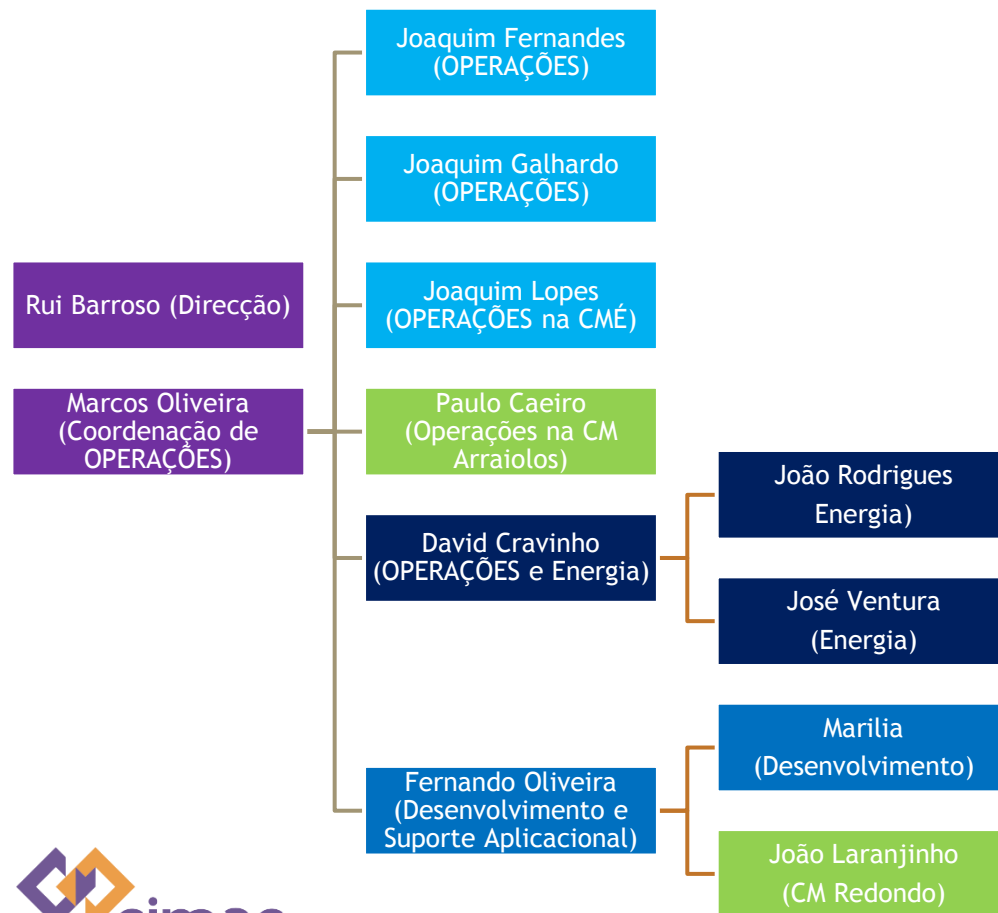 Joaquim Fernandes
(OPERAÇÕES)
Joaquim Galhardo
(OPERAÇÕES)
Rui Barroso (Direcção)
Joaquim Lopes
(OPERAÇÕES na CMÉ)
Marcos Oliveira
(Coordenação de
OPERAÇÕES)
Paulo Caeiro
(Operações na CM
Arraiolos)
David Cravinho
(OPERAÇÕES e Energia)
João Rodrigues
Energia)
José Ventura
(Energia)
Fernando Oliveira
(Desenvolvimento e
Suporte Aplicacional)
Marilia
(Desenvolvimento)
João Laranjinho
(CM Redondo)